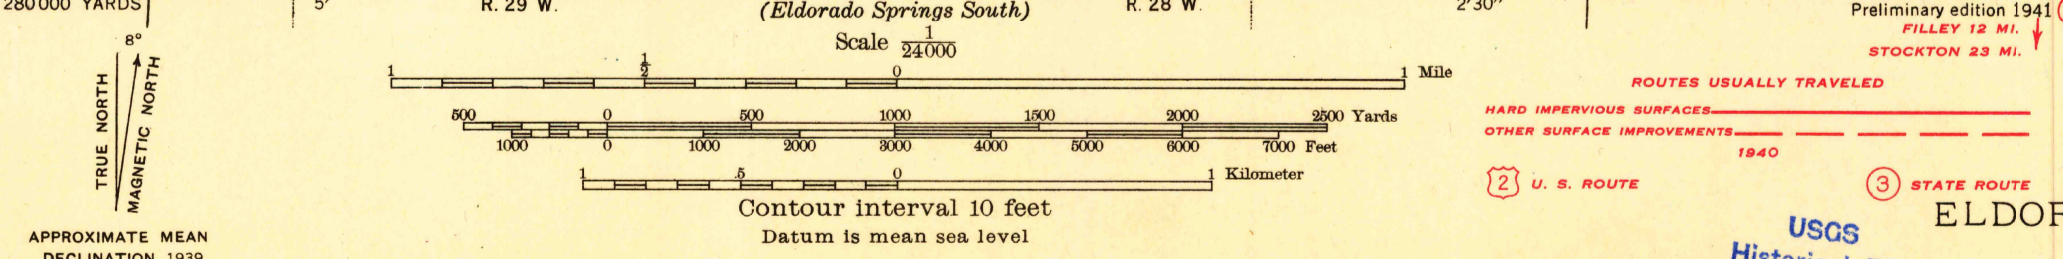 280000 YARDS
5'
R. 29 W.
(Eldorado Springs South)
R. 28 W.
2'30"
Preliminary edition 1941
FILLEY 12 MI.
STOCKTON 23 MI.
8°
TRUE NORTH
MAGNETIC NORTH
APPROXIMATE MEAN
DECLINATION 1939
Scale 1/24000
1 1/2 0 1 Mile
500 0 500 1000 1500 2000 2500 Yards
1000 0 1000 2000 3000 4000 5000 6000 7000 Feet
1 .5 0 1 Kilometer
Contour interval 10 feet
Datum is mean sea level
ROUTES USUALLY TRAVELED
HARD IMPERVIOUS SURFACES
OTHER SURFACE IMPROVEMENTS
1940
2 U. S. ROUTE
3 STATE ROUTE
USGS